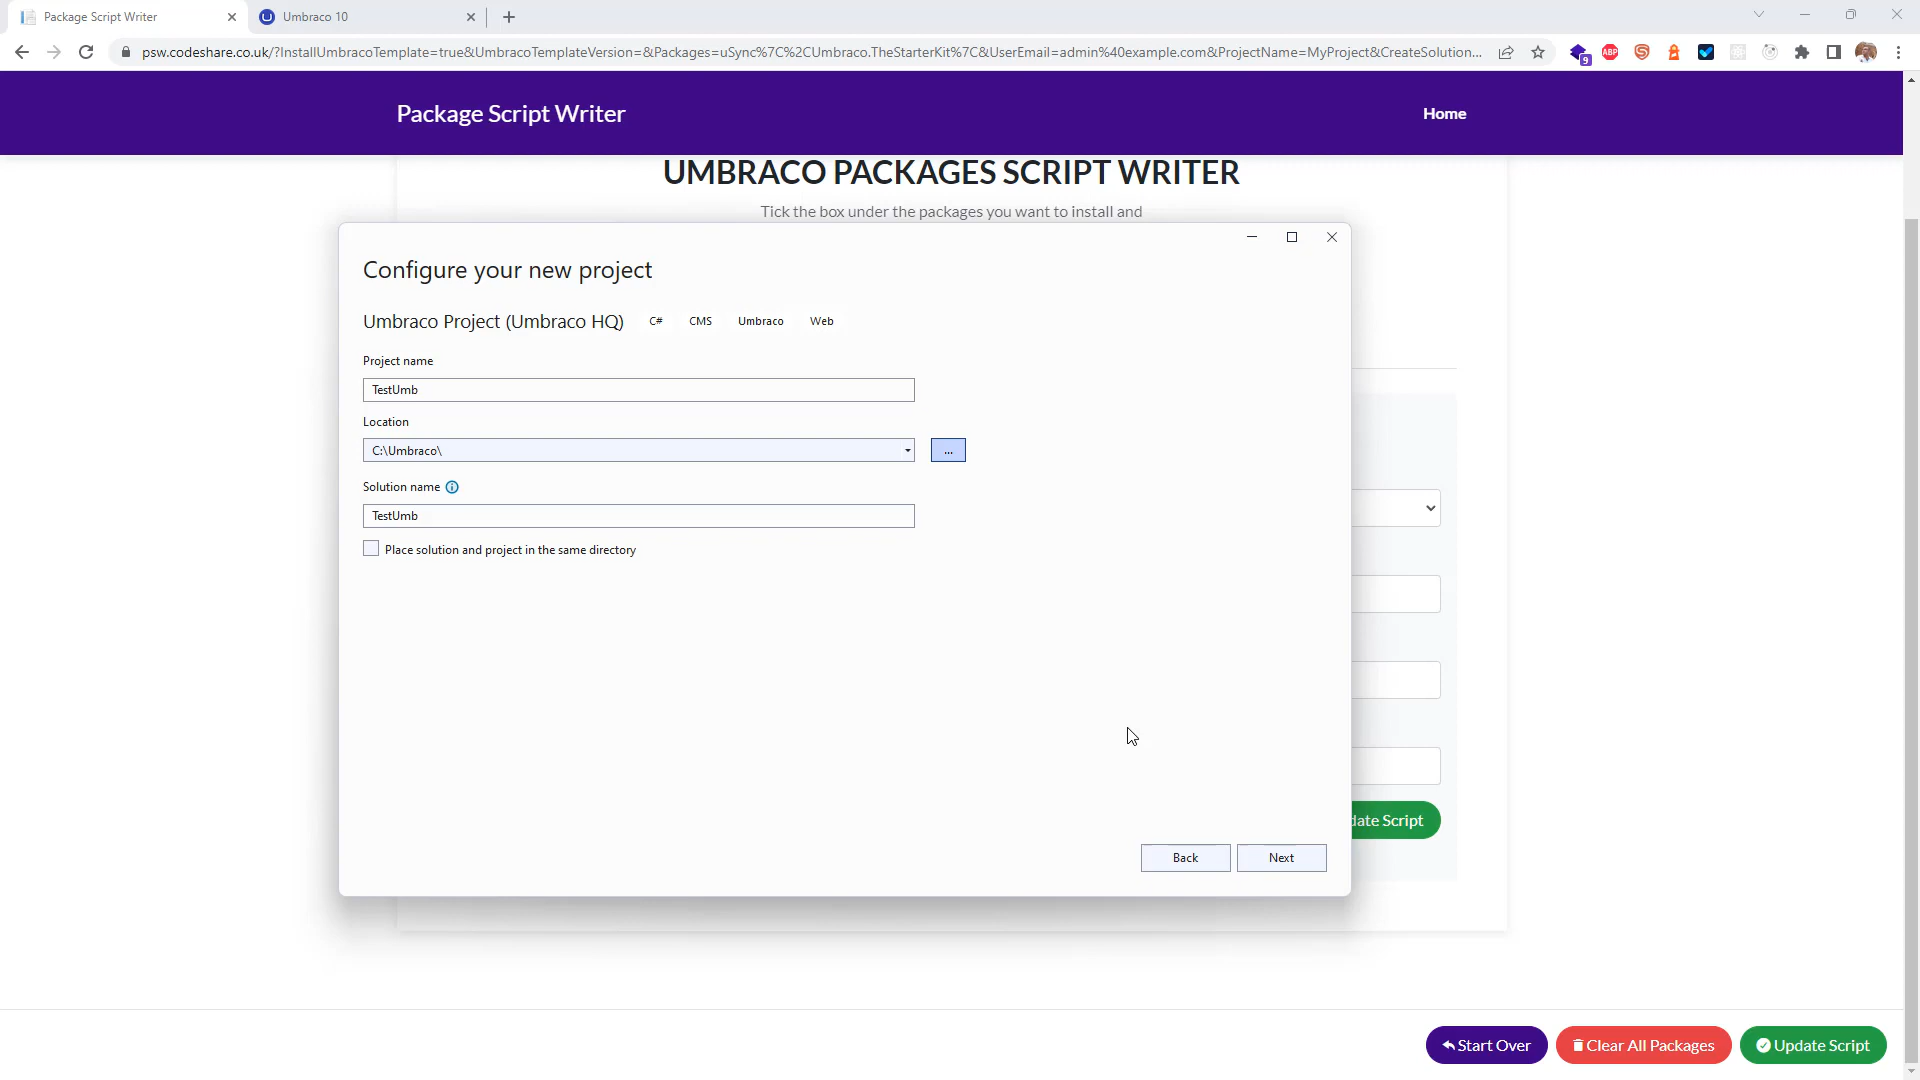 Package Script Writer
Umbraco 10
psw.codeshare.co.uk/?InstallUmbracoTemplate=true&UmbracoTemplateVersion=&Packages=uSync%7C%2CUmbraco.TheStarterKit%7C&UserEmail=admin%40example.com&ProjectName=MyProject&CreateSolution...
ABP
9
Package Script Writer
Home
UMBRACO PACKAGES SCRIPT WRITER
Tick the box under the packages you want to install and
Configure your new project
Umbraco Project (Umbraco HQ) C# CMS Umbraco Web
Project name
TestUmb
Location
C:\Umbraco\
...
Solution name
TestUmb
Place solution and project in the same directory
date Script
Back
Next
Start Over
Clear All Packages
Update Script